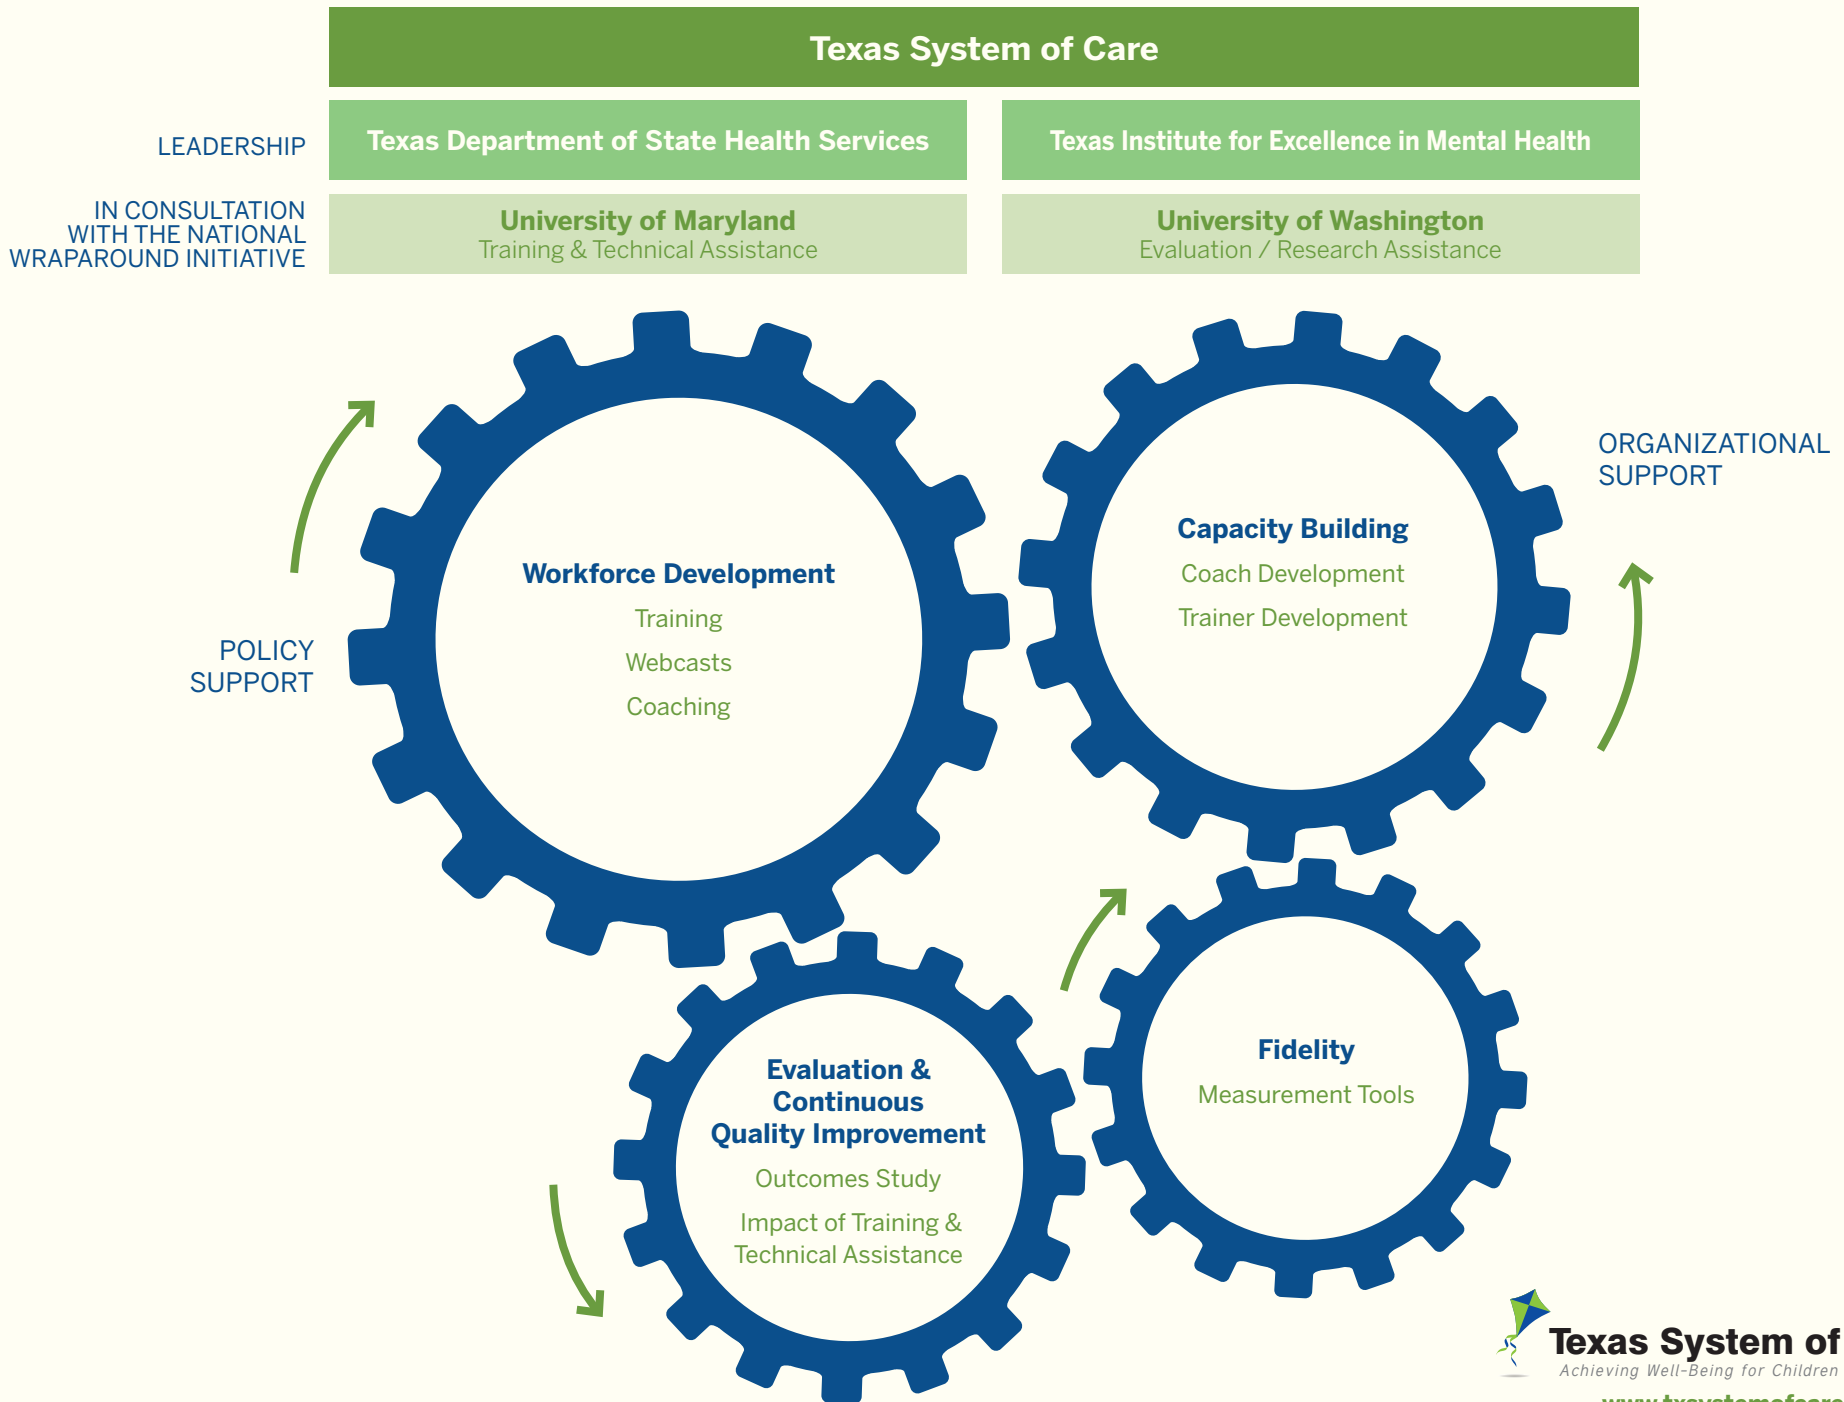 Texas System of Care
LEADERSHIP
Texas Department of State Health Services
Texas Institute for Excellence in Mental Health
IN CONSULTATION
WITH THE NATIONAL
WRAPAROUND INITIATIVE
University of Maryland
Training & Technical Assistance
University of Washington
Evaluation / Research Assistance
POLICY
SUPPORT
Workforce Development
Training
Webcasts
Coaching
Capacity Building
Coach Development
Trainer Development
ORGANIZATIONAL
SUPPORT
Evaluation &
Continuous
Quality Improvement
Outcomes Study
Impact of Training &
Technical Assistance
Fidelity
Measurement Tools
Texas System of
Achieving Well-Being for Children
www.txsystemofcare